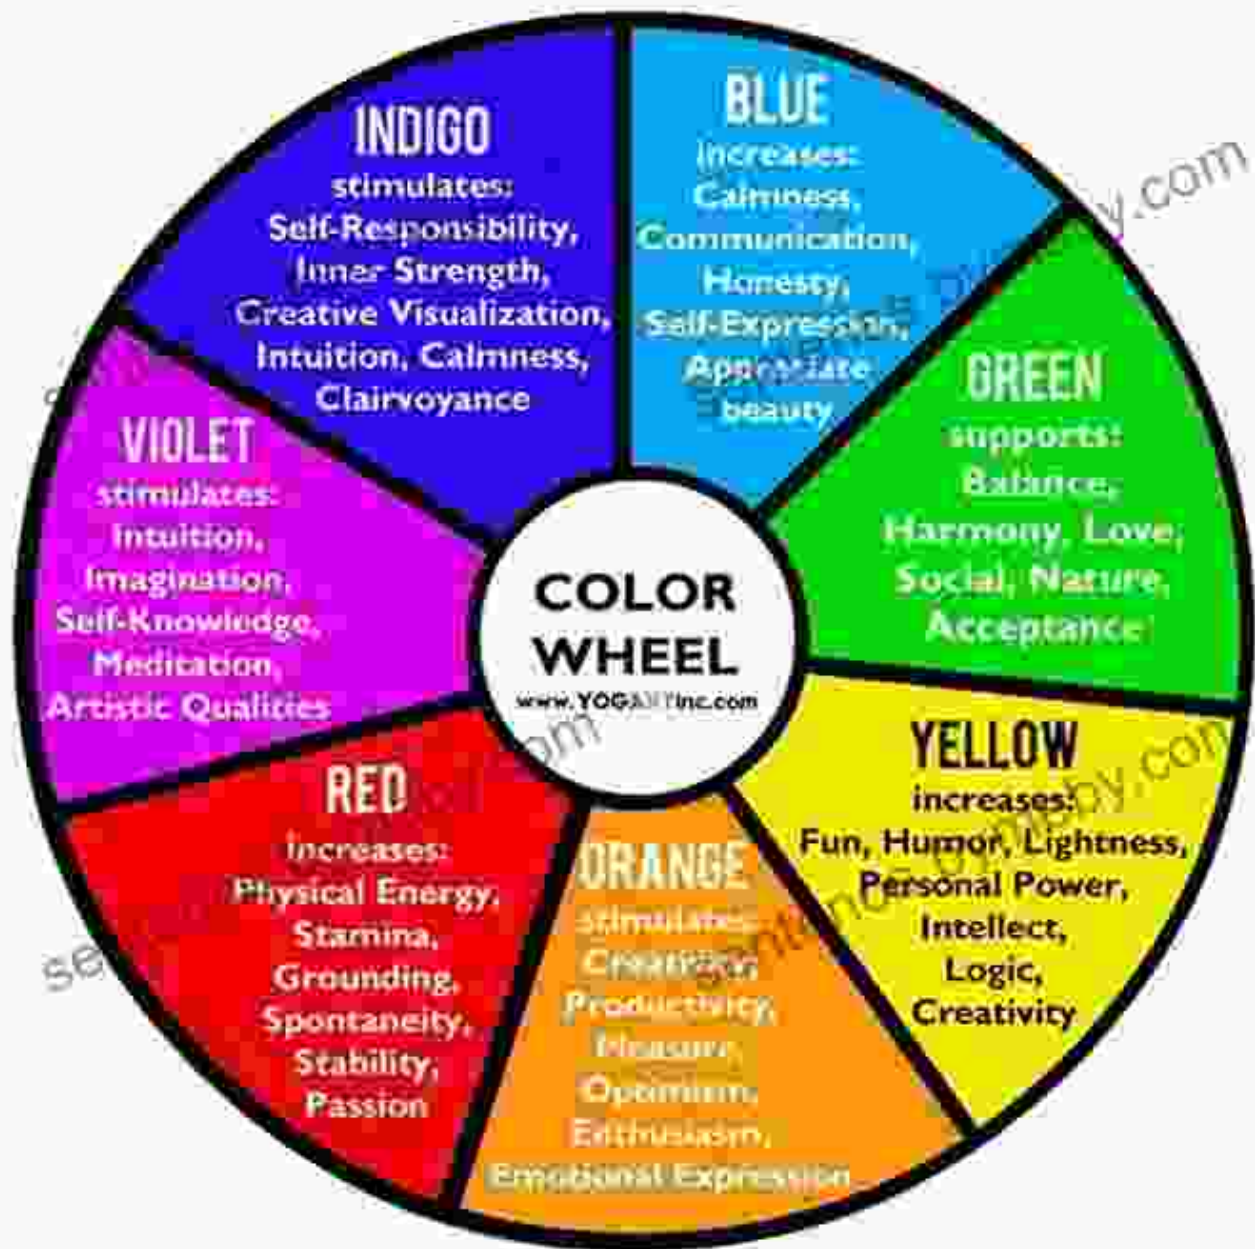 INDIGO
stimulates:
Self-Responsibility,
Inner Strength,
Creative Visualization,
Intuition, Calmness,
Clairvoyance
BLUE
increases:
Calmness,
Communication,
Honesty,
Self-Expression,
Appreciate
beauty
GREEN
supports:
Balance,
Harmony, Love,
Social, Nature,
Acceptance
YELLOW
increases:
Fun, Humor, Lightness,
Personal Power,
Intellect,
Logic,
Creativity
ORANGE
stimulates:
Creativity,
Productivity,
Pleasure,
Optimism,
Enthusiasm,
Emotional Expression
RED
increases:
Physical Energy,
Stamina,
Grounding,
Spontaneity,
Stability,
Passion
VIOLET
stimulates:
Intuition,
Imagination,
Self-Knowledge,
Meditation,
Artistic Qualities
COLOR
WHEEL